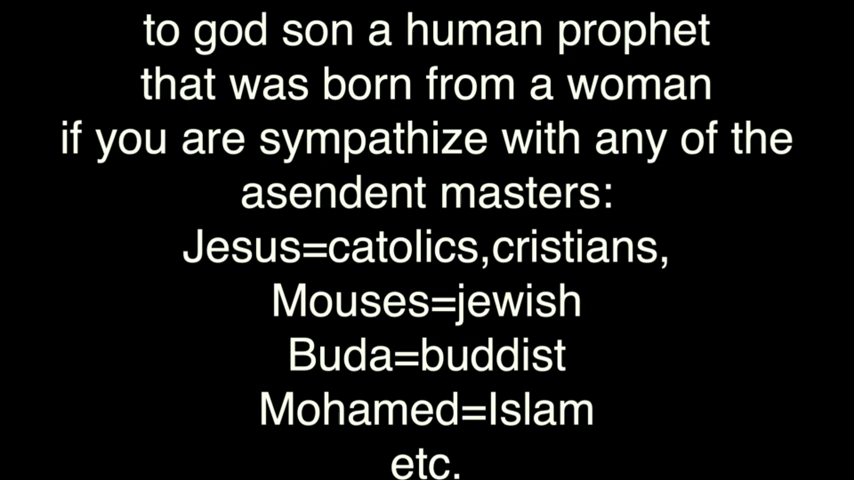 to god son a human prophet
that was born from a woman
if you are sympathize with any of the
asendent masters:
Jesus=catolics,cristians,
Mouses=jewish
Buda=buddist
Mohamed=Islam
etc.